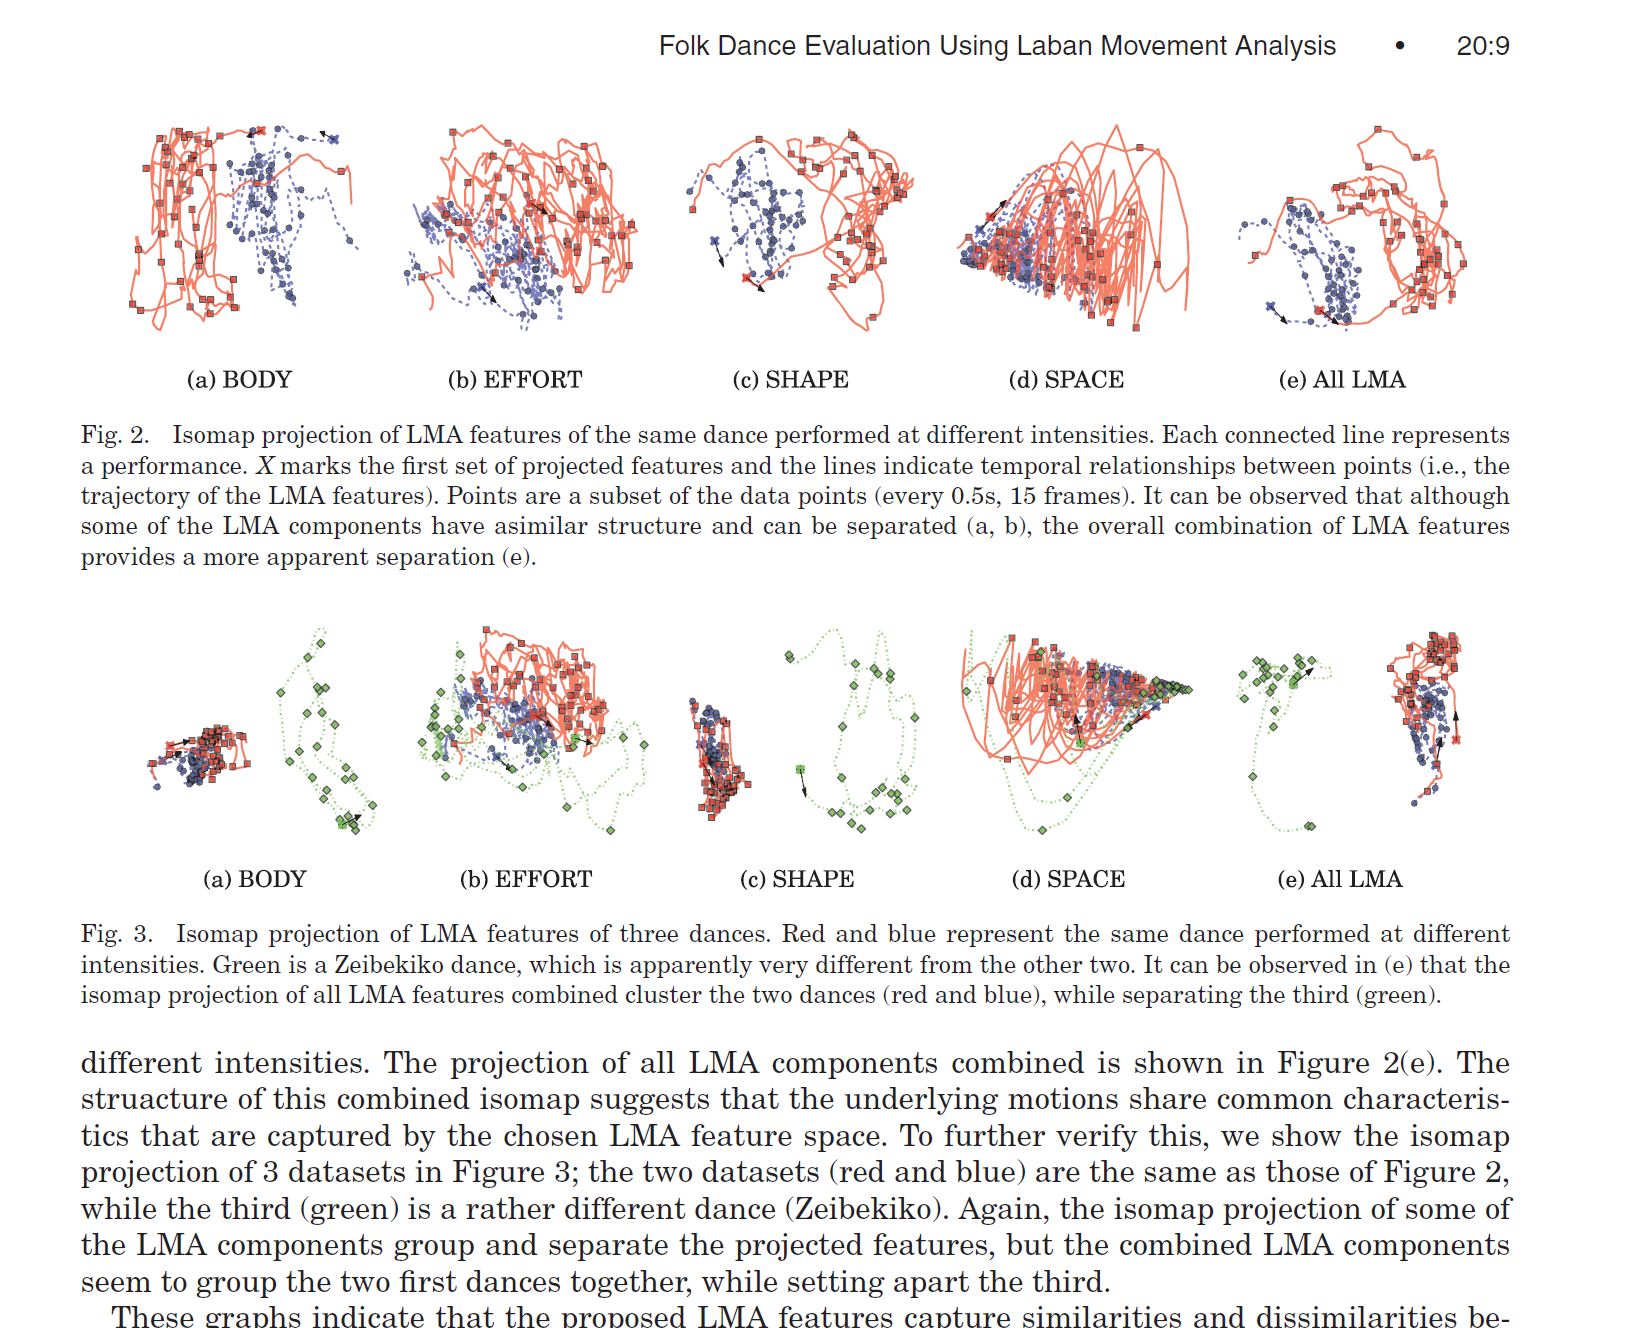 Folk Dance Evaluation Using Laban Movement Analysis • 20:9
(a) BODY (b) EFFORT (c) SHAPE (d) SPACE (e) All LMA
Fig. 2. Isomap projection of LMA features of the same dance performed at different intensities. Each connected line represents
a performance. X marks the first set of projected features and the lines indicate temporal relationships between points (i.e., the
trajectory of the LMA features). Points are a subset of the data points (every 0.5s, 15 frames). It can be observed that although
some of the LMA components have asimilar structure and can be separated (a, b), the overall combination of LMA features
provides a more apparent separation (e).
(a) BODY (b) EFFORT (c) SHAPE (d) SPACE (e) All LMA
Fig. 3. Isomap projection of LMA features of three dances. Red and blue represent the same dance performed at different
intensities. Green is a Zeibekiko dance, which is apparently very different from the other two. It can be observed in (e) that the
isomap projection of all LMA features combined cluster the two dances (red and blue), while separating the third (green).
different intensities. The projection of all LMA components combined is shown in Figure 2(e). The
struacture of this combined isomap suggests that the underlying motions share common characteris-
tics that are captured by the chosen LMA feature space. To further verify this, we show the isomap
projection of 3 datasets in Figure 3; the two datasets (red and blue) are the same as those of Figure 2,
while the third (green) is a rather different dance (Zeibekiko). Again, the isomap projection of some of
the LMA components group and separate the projected features, but the combined LMA components
seem to group the two first dances together, while setting apart the third.
These graphs indicate that the proposed LMA features capture similarities and dissimilarities be-